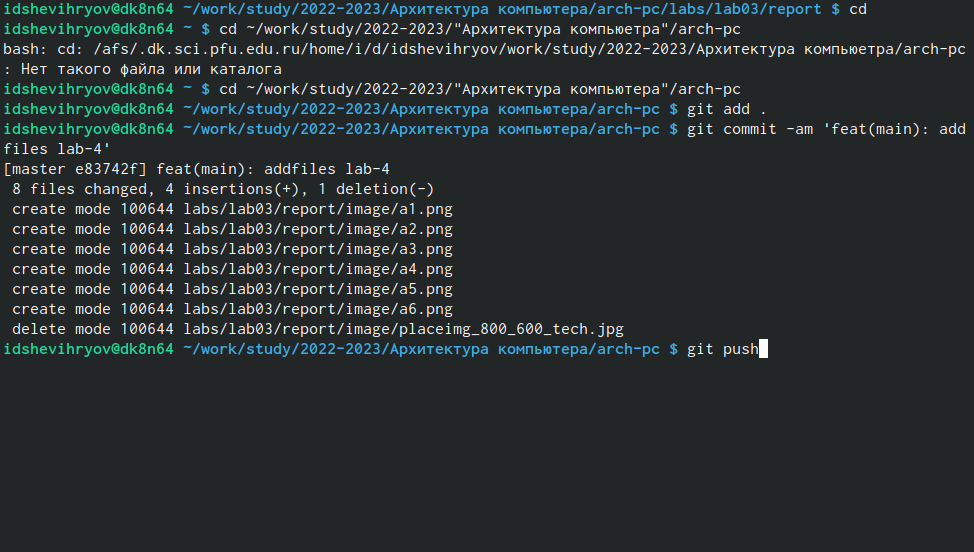 idshevihryov@dk8n64 ~/work/study/2022-2023/Архитектура компьютера/arch-pc/labs/lab03/report $ cd
idshevihryov@dk8n64 ~ $ cd ~/work/study/2022-2023/"Архитектура компьюетра"/arch-pc
bash: cd: /afs/.dk.sci.pfu.edu.ru/home/i/d/idshevihryov/work/study/2022-2023/Архитектура компьюетра/arch-pc
: Нет такого файла или каталога
idshevihryov@dk8n64 ~ $ cd ~/work/study/2022-2023/"Архитектура компьютера"/arch-pc
idshevihryov@dk8n64 ~/work/study/2022-2023/Архитектура компьютера/arch-pc $ git add .
idshevihryov@dk8n64 ~/work/study/2022-2023/Архитектура компьютера/arch-pc $ git commit -am 'feat(main): add
files lab-4'
[master e83742f] feat(main): addfiles lab-4
 8 files changed, 4 insertions(+), 1 deletion(-)
 create mode 100644 labs/lab03/report/image/a1.png
 create mode 100644 labs/lab03/report/image/a2.png
 create mode 100644 labs/lab03/report/image/a3.png
 create mode 100644 labs/lab03/report/image/a4.png
 create mode 100644 labs/lab03/report/image/a5.png
 create mode 100644 labs/lab03/report/image/a6.png
 delete mode 100644 labs/lab03/report/image/placeimg_800_600_tech.jpg
idshevihryov@dk8n64 ~/work/study/2022-2023/Архитектура компьютера/arch-pc $ git push